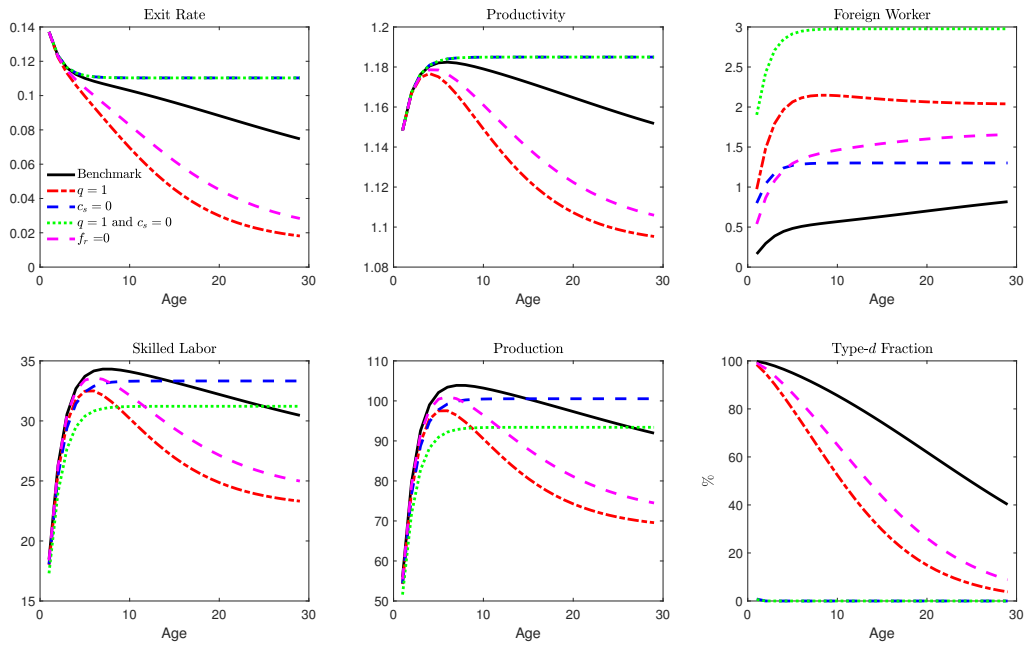 Exit Rate
0.14
0.12
0.1
0.08
0.06
0.04
0.02
0
Benchmark
q = 1
c_s = 0
q = 1 and c_s = 0
f_r =0
0 10 20 30
Age
Productivity
1.2
1.18
1.16
1.14
1.12
1.1
1.08
0 10 20 30
Age
Foreign Worker
3
2.5
2
1.5
1
0.5
0
0 10 20 30
Age
Skilled Labor
35
30
25
20
15
0 10 20 30
Age
Production
110
100
90
80
70
60
50
0 10 20 30
Age
Type-d Fraction
%
100
80
60
40
20
0
0 10 20 30
Age